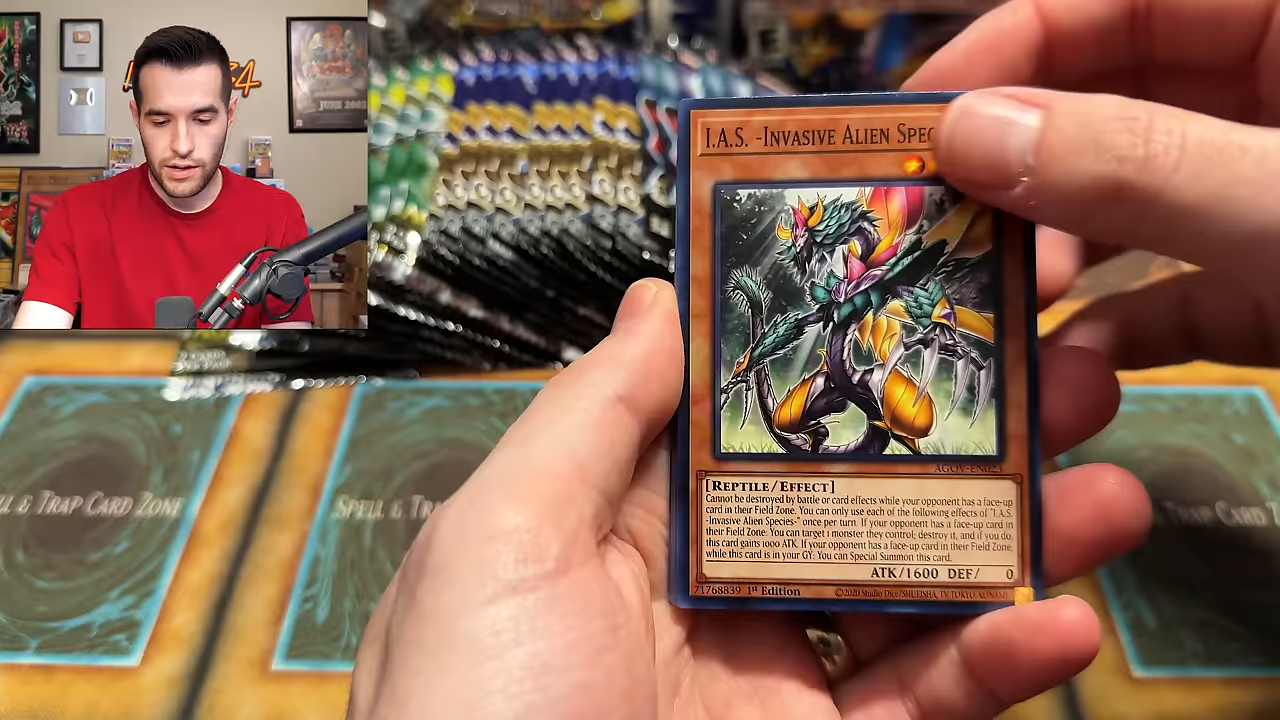 JUNE 2002
I.A.S. -INVASIVE ALIEN SPEC
AGOV-EN023
[REPTILE/EFFECT]
Cannot be destroyed by battle or card effects while your opponent has a face-up
card in their Field Zone. You can only use each of the following effects of "I.A.S.
-Invasive Alien Species-" once per turn. If your opponent has a face-up card in
their Field Zone: You can target 1 monster they control; destroy it, and if you do,
this card gains 1000 ATK. If your opponent has a face-up card in their Field Zone,
while this card is in your GY: You can Special Summon this card.
ATK/1600 DEF/ 0
71768839 1st Edition
©2020 Studio Dice/SHUEISHA, TV TOKYO, KONAMI
LL & TRAP CARD ZONE
SPELL & TRA
TRAP CARD Z